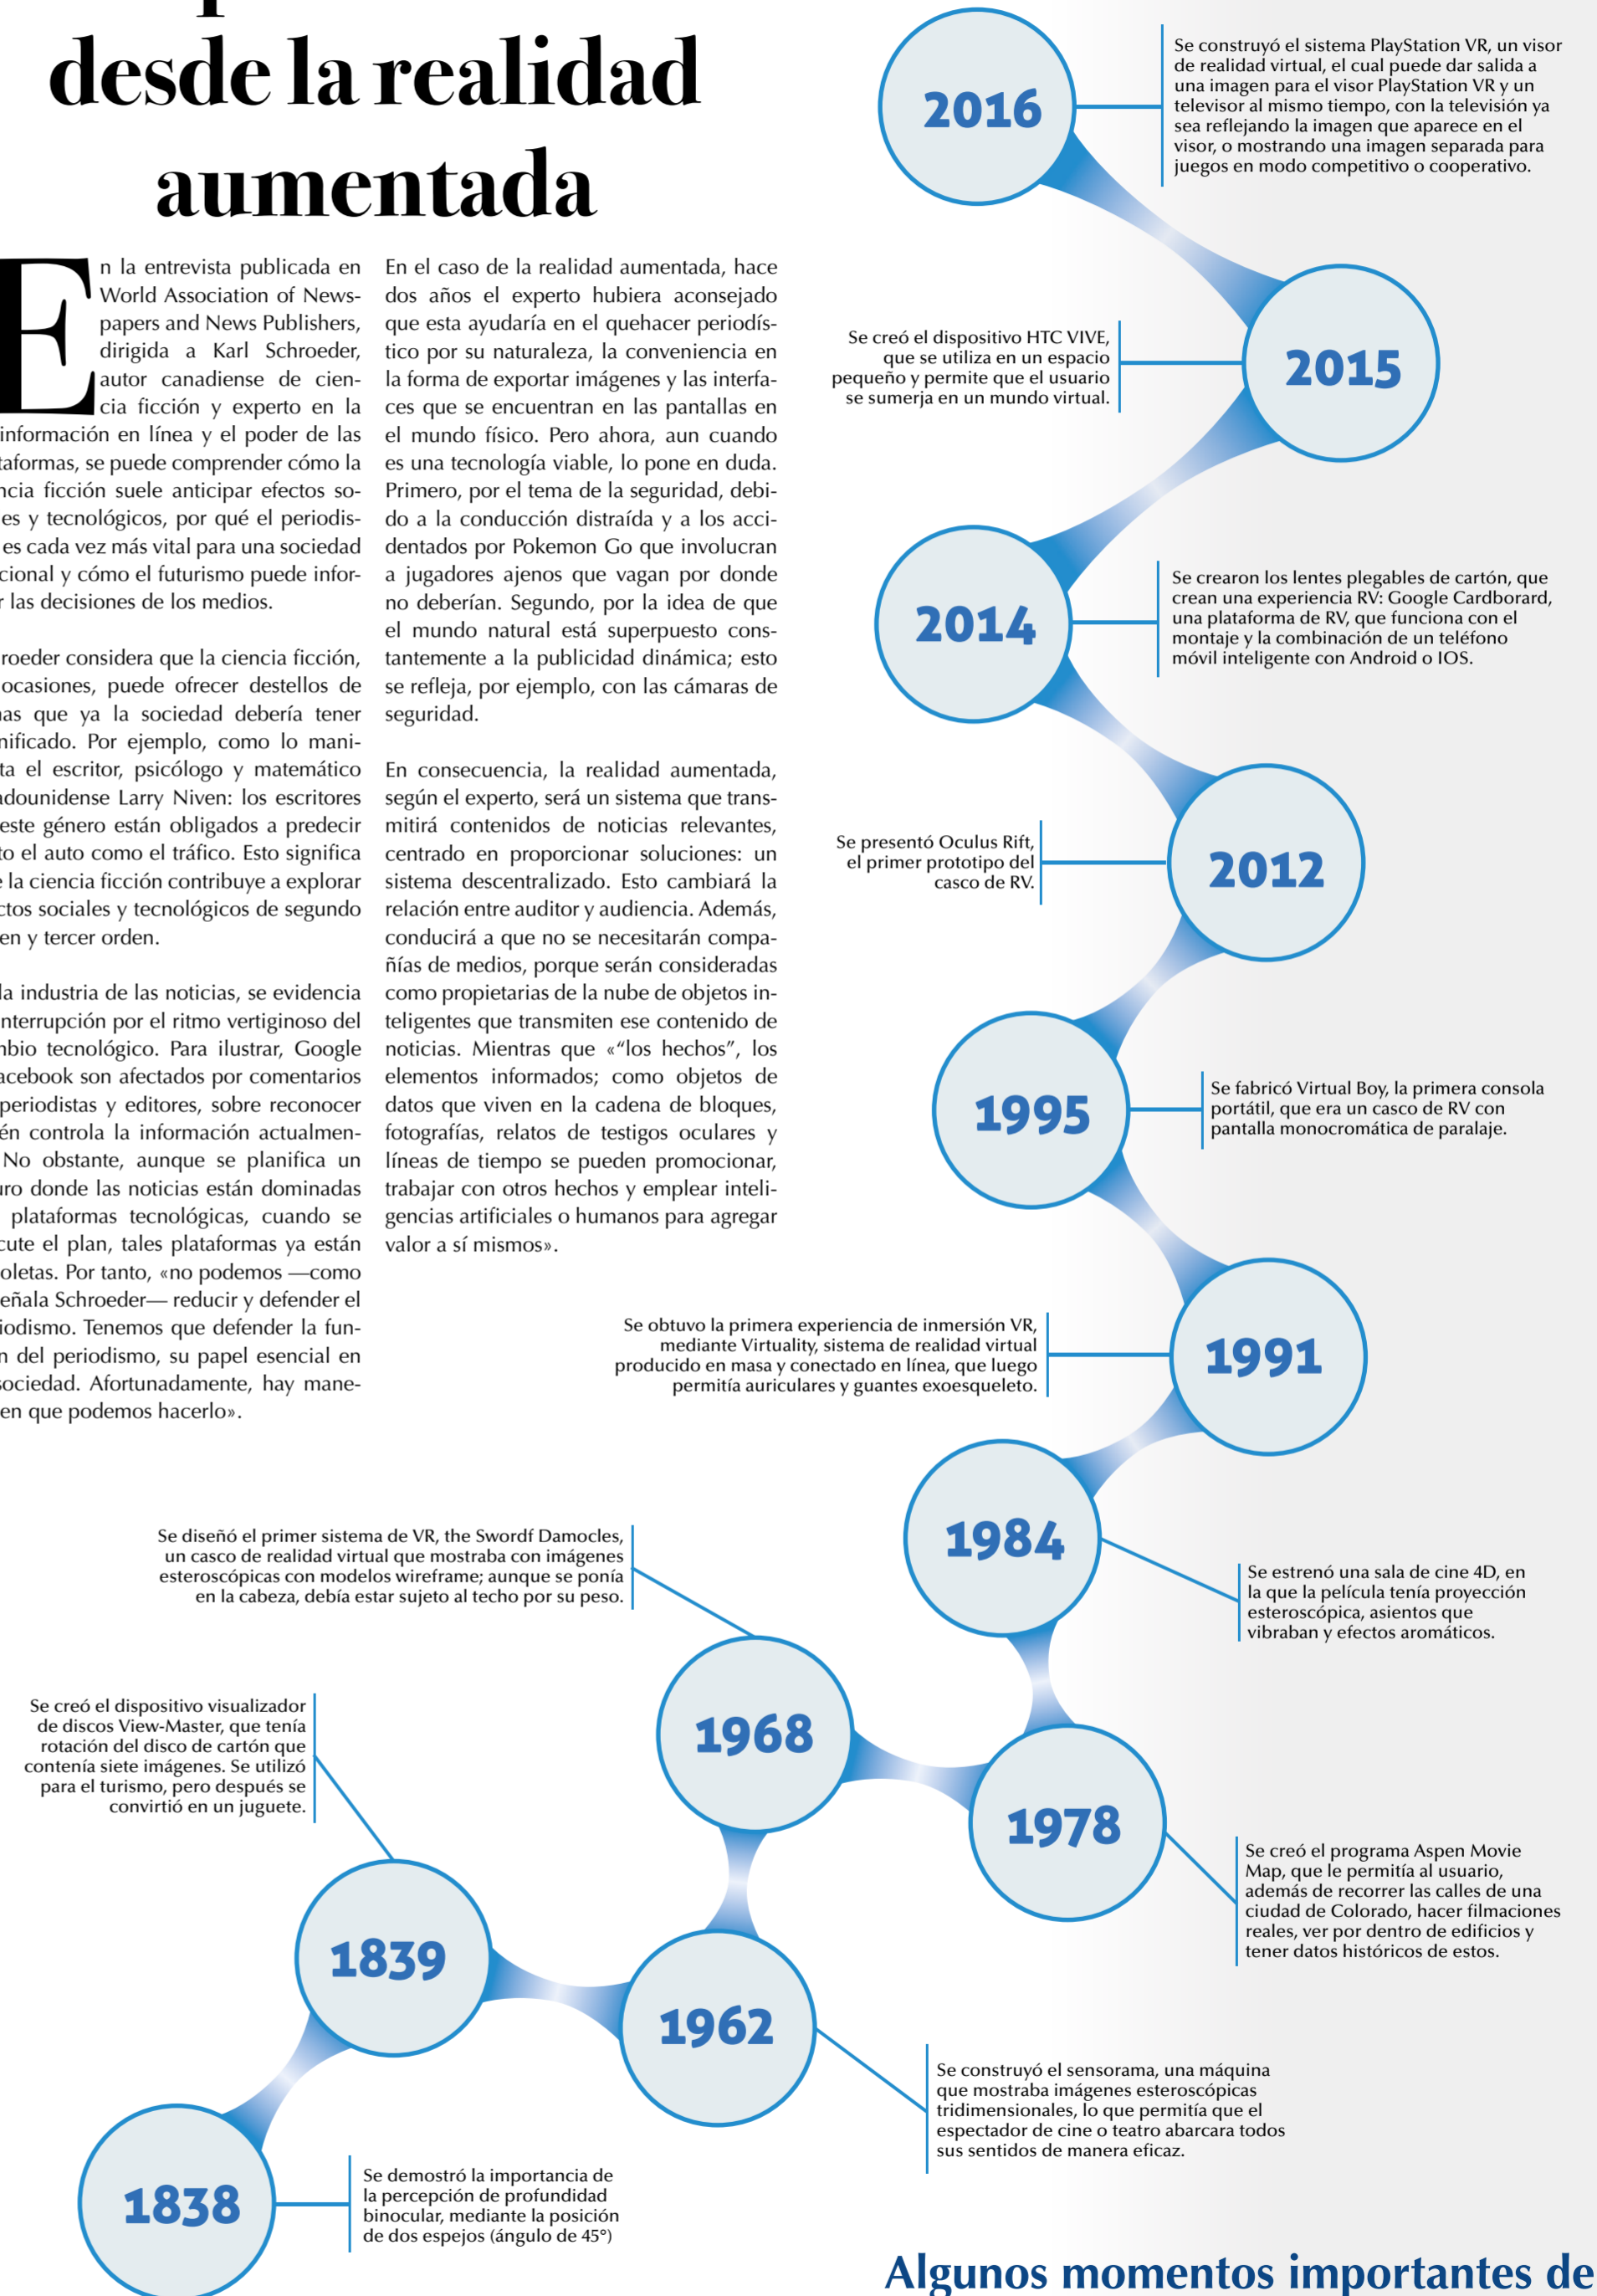 desde la realidad
aumentada
En la entrevista publicada en
World Association of News-
papers and News Publishers,
dirigida a Karl Schroeder,
autor canadiense de cien-
cia ficción y experto en la
información en línea y el poder de las
taformas, se puede comprender cómo la
ncia ficción suele anticipar efectos so-
es y tecnológicos, por qué el periodis-
es cada vez más vital para una sociedad
cional y cómo el futurismo puede infor-
r las decisiones de los medios.
roeder considera que la ciencia ficción,
ocasiones, puede ofrecer destellos de
nas que ya la sociedad debería tener
nificado. Por ejemplo, como lo mani-
ta el escritor, psicólogo y matemático
adounidense Larry Niven: los escritores
este género están obligados a predecir
to el auto como el tráfico. Esto significa
e la ciencia ficción contribuye a explorar
ctos sociales y tecnológicos de segundo
en y tercer orden.
la industria de las noticias, se evidencia
nterrupción por el ritmo vertiginoso del
mbio tecnológico. Para ilustrar, Google
acebook son afectados por comentarios
periodistas y editores, sobre reconocer
én controla la información actualmen-
No obstante, aunque se planifica un
uro donde las noticias están dominadas
plataformas tecnológicas, cuando se
cute el plan, tales plataformas ya están
oletas. Por tanto, «no podemos —como
eñala Schroeder— reducir y defender el
iodismo. Tenemos que defender la fun-
n del periodismo, su papel esencial en
sociedad. Afortunadamente, hay mane-
en que podemos hacerlo».
En el caso de la realidad aumentada, hace
dos años el experto hubiera aconsejado
que esta ayudaría en el quehacer periodís-
tico por su naturaleza, la conveniencia en
la forma de exportar imágenes y las interfa-
ces que se encuentran en las pantallas en
el mundo físico. Pero ahora, aun cuando
es una tecnología viable, lo pone en duda.
Primero, por el tema de la seguridad, debi-
do a la conducción distraída y a los acci-
dentados por Pokemon Go que involucran
a jugadores ajenos que vagan por donde
no deberían. Segundo, por la idea de que
el mundo natural está superpuesto cons-
tantemente a la publicidad dinámica; esto
se refleja, por ejemplo, con las cámaras de
seguridad.
En consecuencia, la realidad aumentada,
según el experto, será un sistema que trans-
mitirá contenidos de noticias relevantes,
centrado en proporcionar soluciones: un
sistema descentralizado. Esto cambiará la
relación entre auditor y audiencia. Además,
conducirá a que no se necesitarán compa-
ñías de medios, porque serán consideradas
como propietarias de la nube de objetos in-
teligentes que transmiten ese contenido de
noticias. Mientras que «“los hechos”, los
elementos informados; como objetos de
datos que viven en la cadena de bloques,
fotografías, relatos de testigos oculares y
líneas de tiempo se pueden promocionar,
trabajar con otros hechos y emplear inteli-
gencias artificiales o humanos para agregar
valor a sí mismos».
2016
Se construyó el sistema PlayStation VR, un visor
de realidad virtual, el cual puede dar salida a
una imagen para el visor PlayStation VR y un
televisor al mismo tiempo, con la televisión ya
sea reflejando la imagen que aparece en el
visor, o mostrando una imagen separada para
juegos en modo competitivo o cooperativo.
Se creó el dispositivo HTC VIVE,
que se utiliza en un espacio
pequeño y permite que el usuario
se sumerja en un mundo virtual.
2015
2014
Se crearon los lentes plegables de cartón, que
crean una experiencia RV: Google Cardborard,
una plataforma de RV, que funciona con el
montaje y la combinación de un teléfono
móvil inteligente con Android o IOS.
Se presentó Oculus Rift,
el primer prototipo del
casco de RV.
2012
1995
Se fabricó Virtual Boy, la primera consola
portátil, que era un casco de RV con
pantalla monocromática de paralaje.
Se obtuvo la primera experiencia de inmersión VR,
mediante Virtuality, sistema de realidad virtual
producido en masa y conectado en línea, que luego
permitía auriculares y guantes exoesqueleto.
1991
1984
Se estrenó una sala de cine 4D, en
la que la película tenía proyección
esteroscópica, asientos que
vibraban y efectos aromáticos.
Se diseñó el primer sistema de VR, the Swordf Damocles,
un casco de realidad virtual que mostraba con imágenes
esteroscópicas con modelos wireframe; aunque se ponía
en la cabeza, debía estar sujeto al techo por su peso.
1968
1978
Se creó el programa Aspen Movie
Map, que le permitía al usuario,
además de recorrer las calles de una
ciudad de Colorado, hacer filmaciones
reales, ver por dentro de edificios y
tener datos históricos de estos.
Se creó el dispositivo visualizador
de discos View-Master, que tenía
rotación del disco de cartón que
contenía siete imágenes. Se utilizó
para el turismo, pero después se
convirtió en un juguete.
1839
1962
Se construyó el sensorama, una máquina
que mostraba imágenes esteroscópicas
tridimensionales, lo que permitía que el
espectador de cine o teatro abarcara todos
sus sentidos de manera eficaz.
1838
Se demostró la importancia de
la percepción de profundidad
binocular, mediante la posición
de dos espejos (ángulo de 45°)
Algunos momentos importantes de